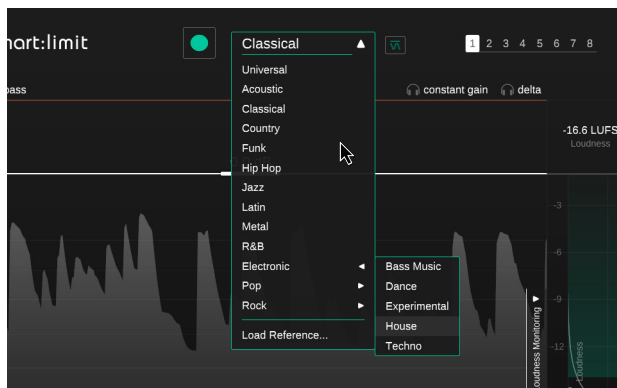 art:limit
Classical
1 2 3 4 5 6 7 8
Universal
Acoustic
Classical
Country
Funk
Hip Hop
Jazz
Latin
Metal
R&B
Electronic
Pop
Rock
Load Reference...
Bass Music
Dance
Experimental
House
Techno
bass
constant gain
delta
-16.6 LUFS
Loudness
-3
-6
-9
-12
oudness Monitoring
Loudness